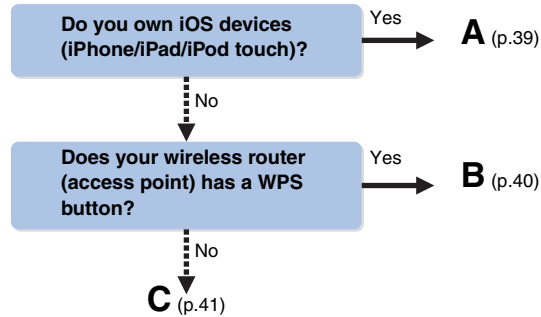 Do you own iOS devices
(iPhone/iPad/iPod touch)?
Yes
A (p.39)
No
Does your wireless router
(access point) has a WPS
button?
Yes
B (p.40)
No
C (p.41)